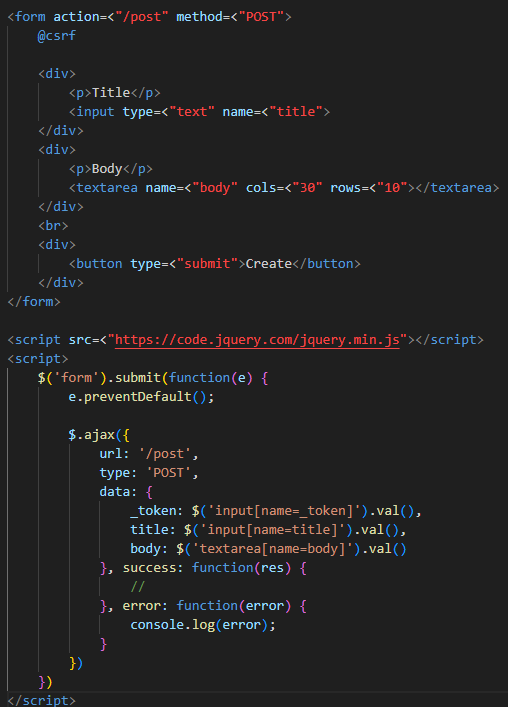 <form action=<"/post" method=<"POST">
    @csrf

    <div>
        <p>Title</p>
        <input type=<"text" name=<"title">
    </div>
    <div>
        <p>Body</p>
        <textarea name=<"body" cols=<"30" rows=<"10"></textarea>
    </div>
    <br>
    <div>
        <button type=<"submit">Create</button>
    </div>
</form>

<script src=<"https://code.jquery.com/jquery.min.js"></script>
<script>
    $('form').submit(function(e) {
        e.preventDefault();

        $.ajax({
            url: '/post',
            type: 'POST',
            data: {
                _token: $('input[name=_token]').val(),
                title: $('input[name=title]').val(),
                body: $('textarea[name=body]').val()
            }, success: function(res) {
                //
            }, error: function(error) {
                console.log(error);
            }
        })
    })
</script>